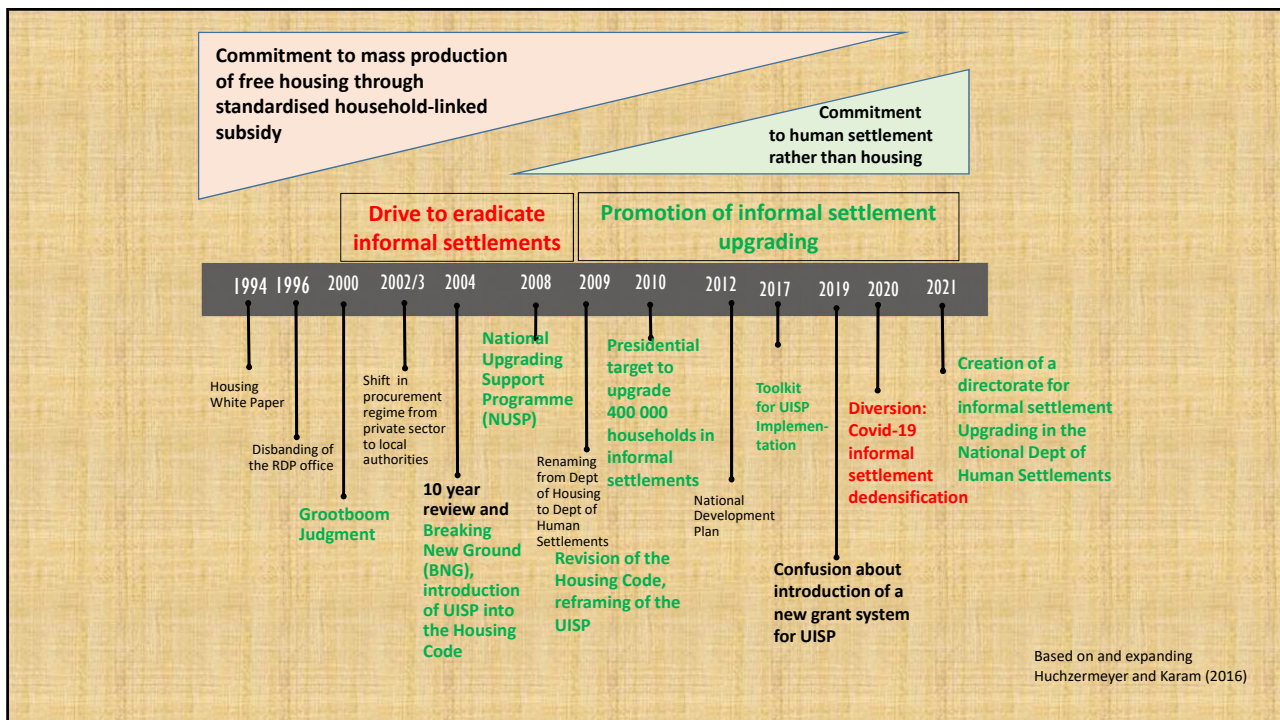 Commitment to mass production
of free housing through
standardised household-linked
subsidy
Commitment
to human settlement
rather than housing
Drive to eradicate
informal settlements
Promotion of informal settlement
upgrading
1994 1996 2000 2002/3 2004 2008 2009 2010 2012 2017 2019 2020 2021
Housing
White Paper
Disbanding of
the RDP office
Grootboom
Judgment
Shift in
procurement
regime from
private sector
to local
authorities
10 year
review and
Breaking
New Ground
(BNG),
introduction
of UISP into
the Housing
Code
National
Upgrading
Support
Programme
(NUSP)
Renaming
from Dept
of Housing
to Dept of
Human
Settlements
Revision of the
Housing Code,
reframing of the
UISP
Presidential
target to
upgrade
400 000
households in
informal
settlements
National
Development
Plan
Toolkit
for UISP
Implemen-
tation
Confusion about
introduction of a
new grant system
for UISP
Diversion:
Covid-19
informal
settlement
dedensification
Creation of a
directorate for
informal settlement
Upgrading in the
National Dept of
Human Settlements
Based on and expanding
Huchzermeyer and Karam (2016)